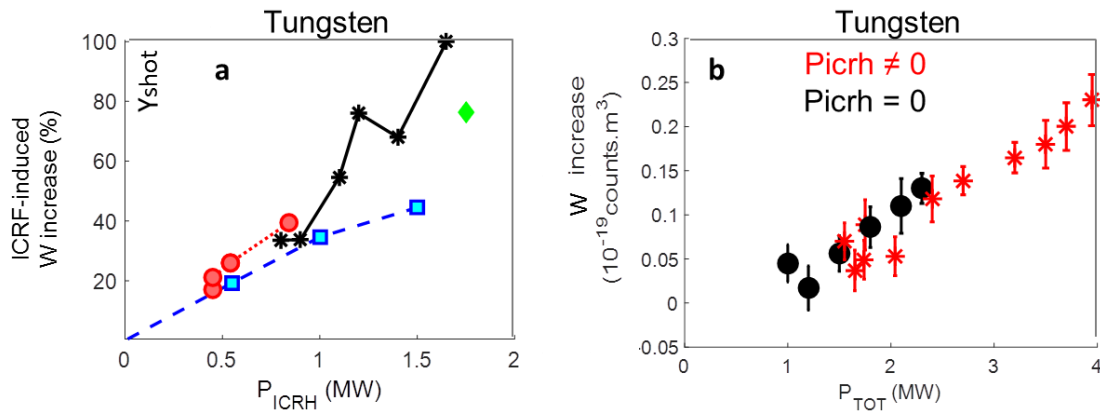 Tungsten
a
Yshot
ICRF-induced
W increase (%)
100
80
60
40
20
0
0.5
1
1.5
2
P_ICRH (MW)
Tungsten
b
Picrh ≠ 0
Picrh = 0
W increase
(10^-19 counts.m^3)
0.3
0.25
0.2
0.15
0.1
0.05
0
-0.05
0
1
2
3
4
P_TOT (MW)